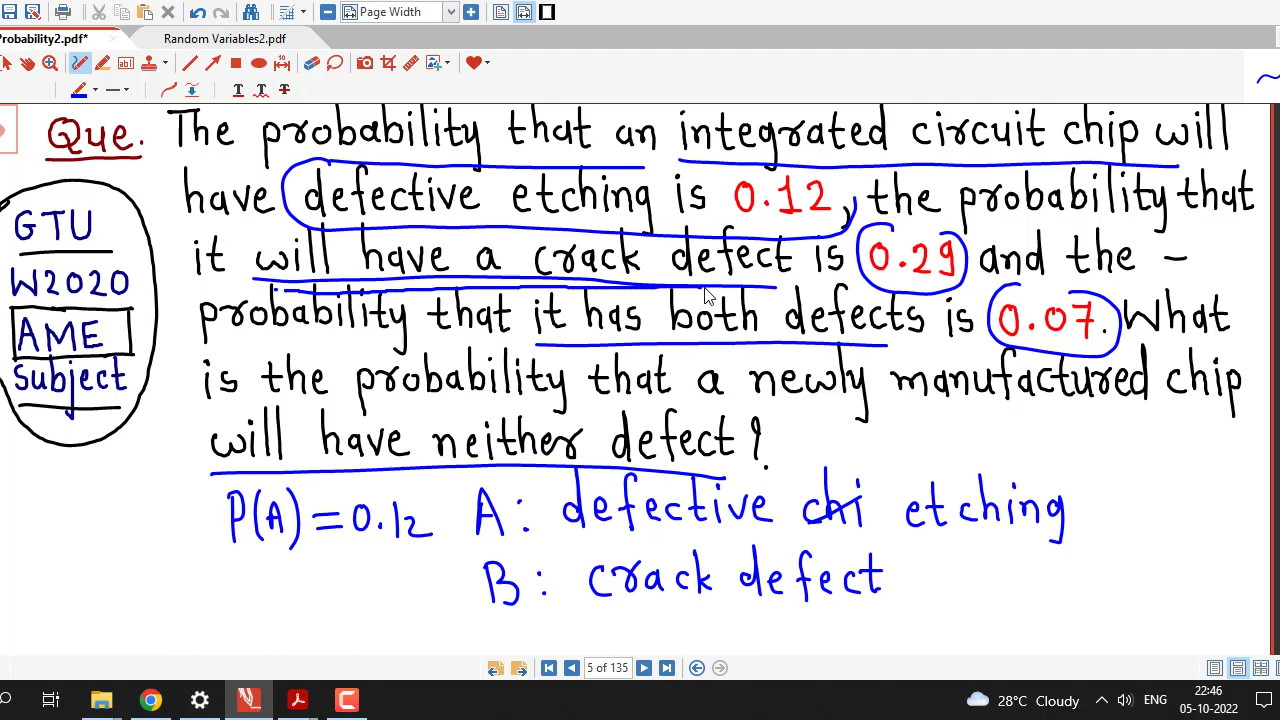 Page Width
Probability2.pdf*
Random Variables2.pdf
Que. The probability that an integrated circuit chip will
have defective etching is 0.12, the probability that
it will have a crack defect is 0.29 and the -
probability that it has both defects is 0.07. What
is the probability that a newly manufactured chip
will have neither defect?
GTU
W2020
AME
Subject
P(A)=0.12 A: defective chi etching
B: crack defect
5 of 135
28°C Cloudy
ENG
22:46
05-10-2022